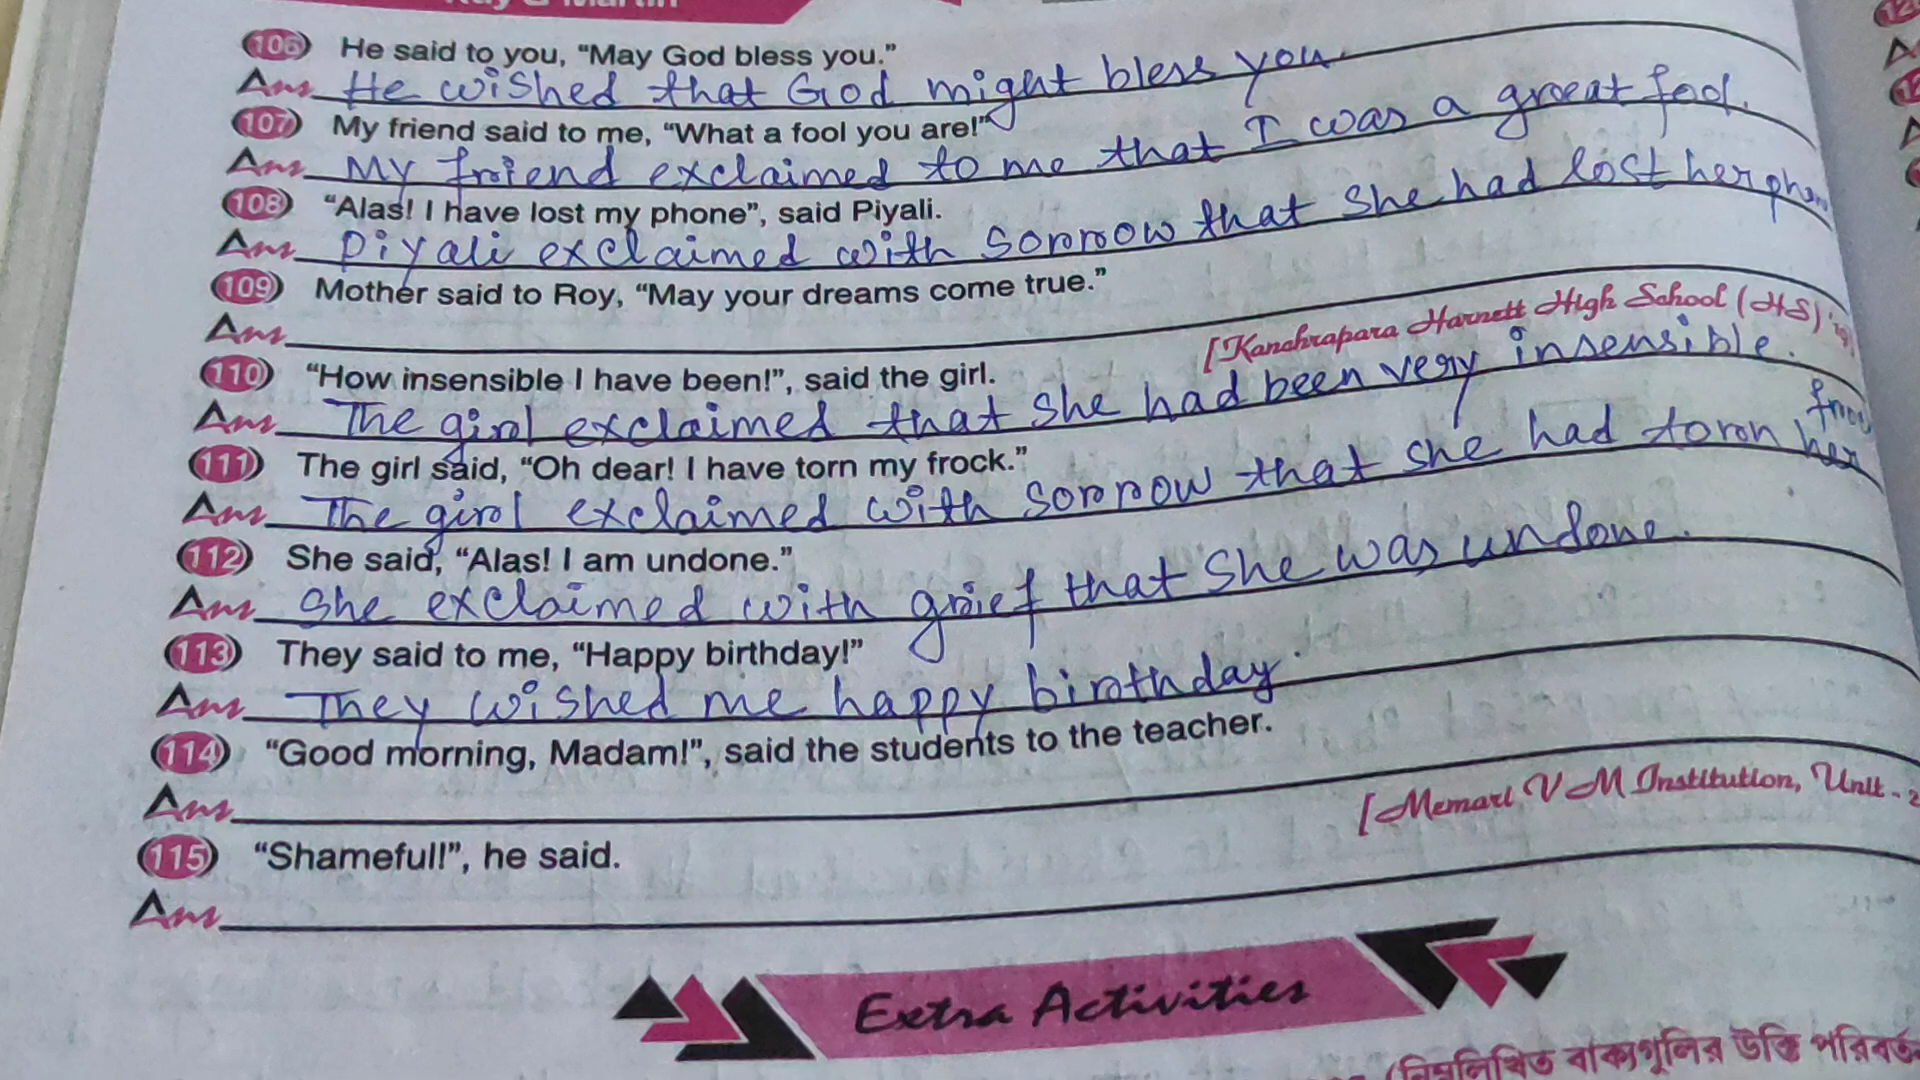 106 He said to you, “May God bless you.”
Ans He wished that God might bless you
107 My friend said to me, “What a fool you are!”
Ans My friend exclaimed to me that I was a great fool.
108 “Alas! I have lost my phone”, said Piyali.
Ans Piyali exclaimed with sorrow that she had lost her
109 Mother said to Roy, “May your dreams come true.”
Ans
[Kanchrapara Harnett High School (HS)
110 “How insensible I have been!”, said the girl.
Ans The girl exclaimed that she had been very insensible.
111 The girl said, “Oh dear! I have torn my frock.”
Ans The girl exclaimed with sorrow that she had torn her
112 She said, “Alas! I am undone.”
Ans She exclaimed with grief that she was undone.
113 They said to me, “Happy birthday!”
Ans They wished me happy birthday.
114 “Good morning, Madam!”, said the students to the teacher.
Ans
[Memari V M Institution, Unit - 2
115 “Shameful!”, he said.
Ans
Extra Activities
(নিম্নলিখিত বাক্যগুলির উক্তি